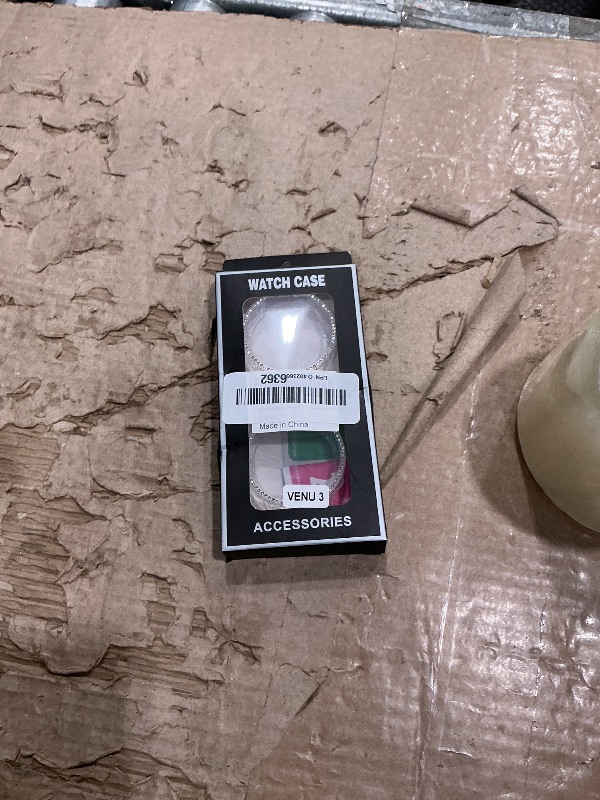 WATCH CASE
6362
Made in China
VENU 3
ACCESSORIES